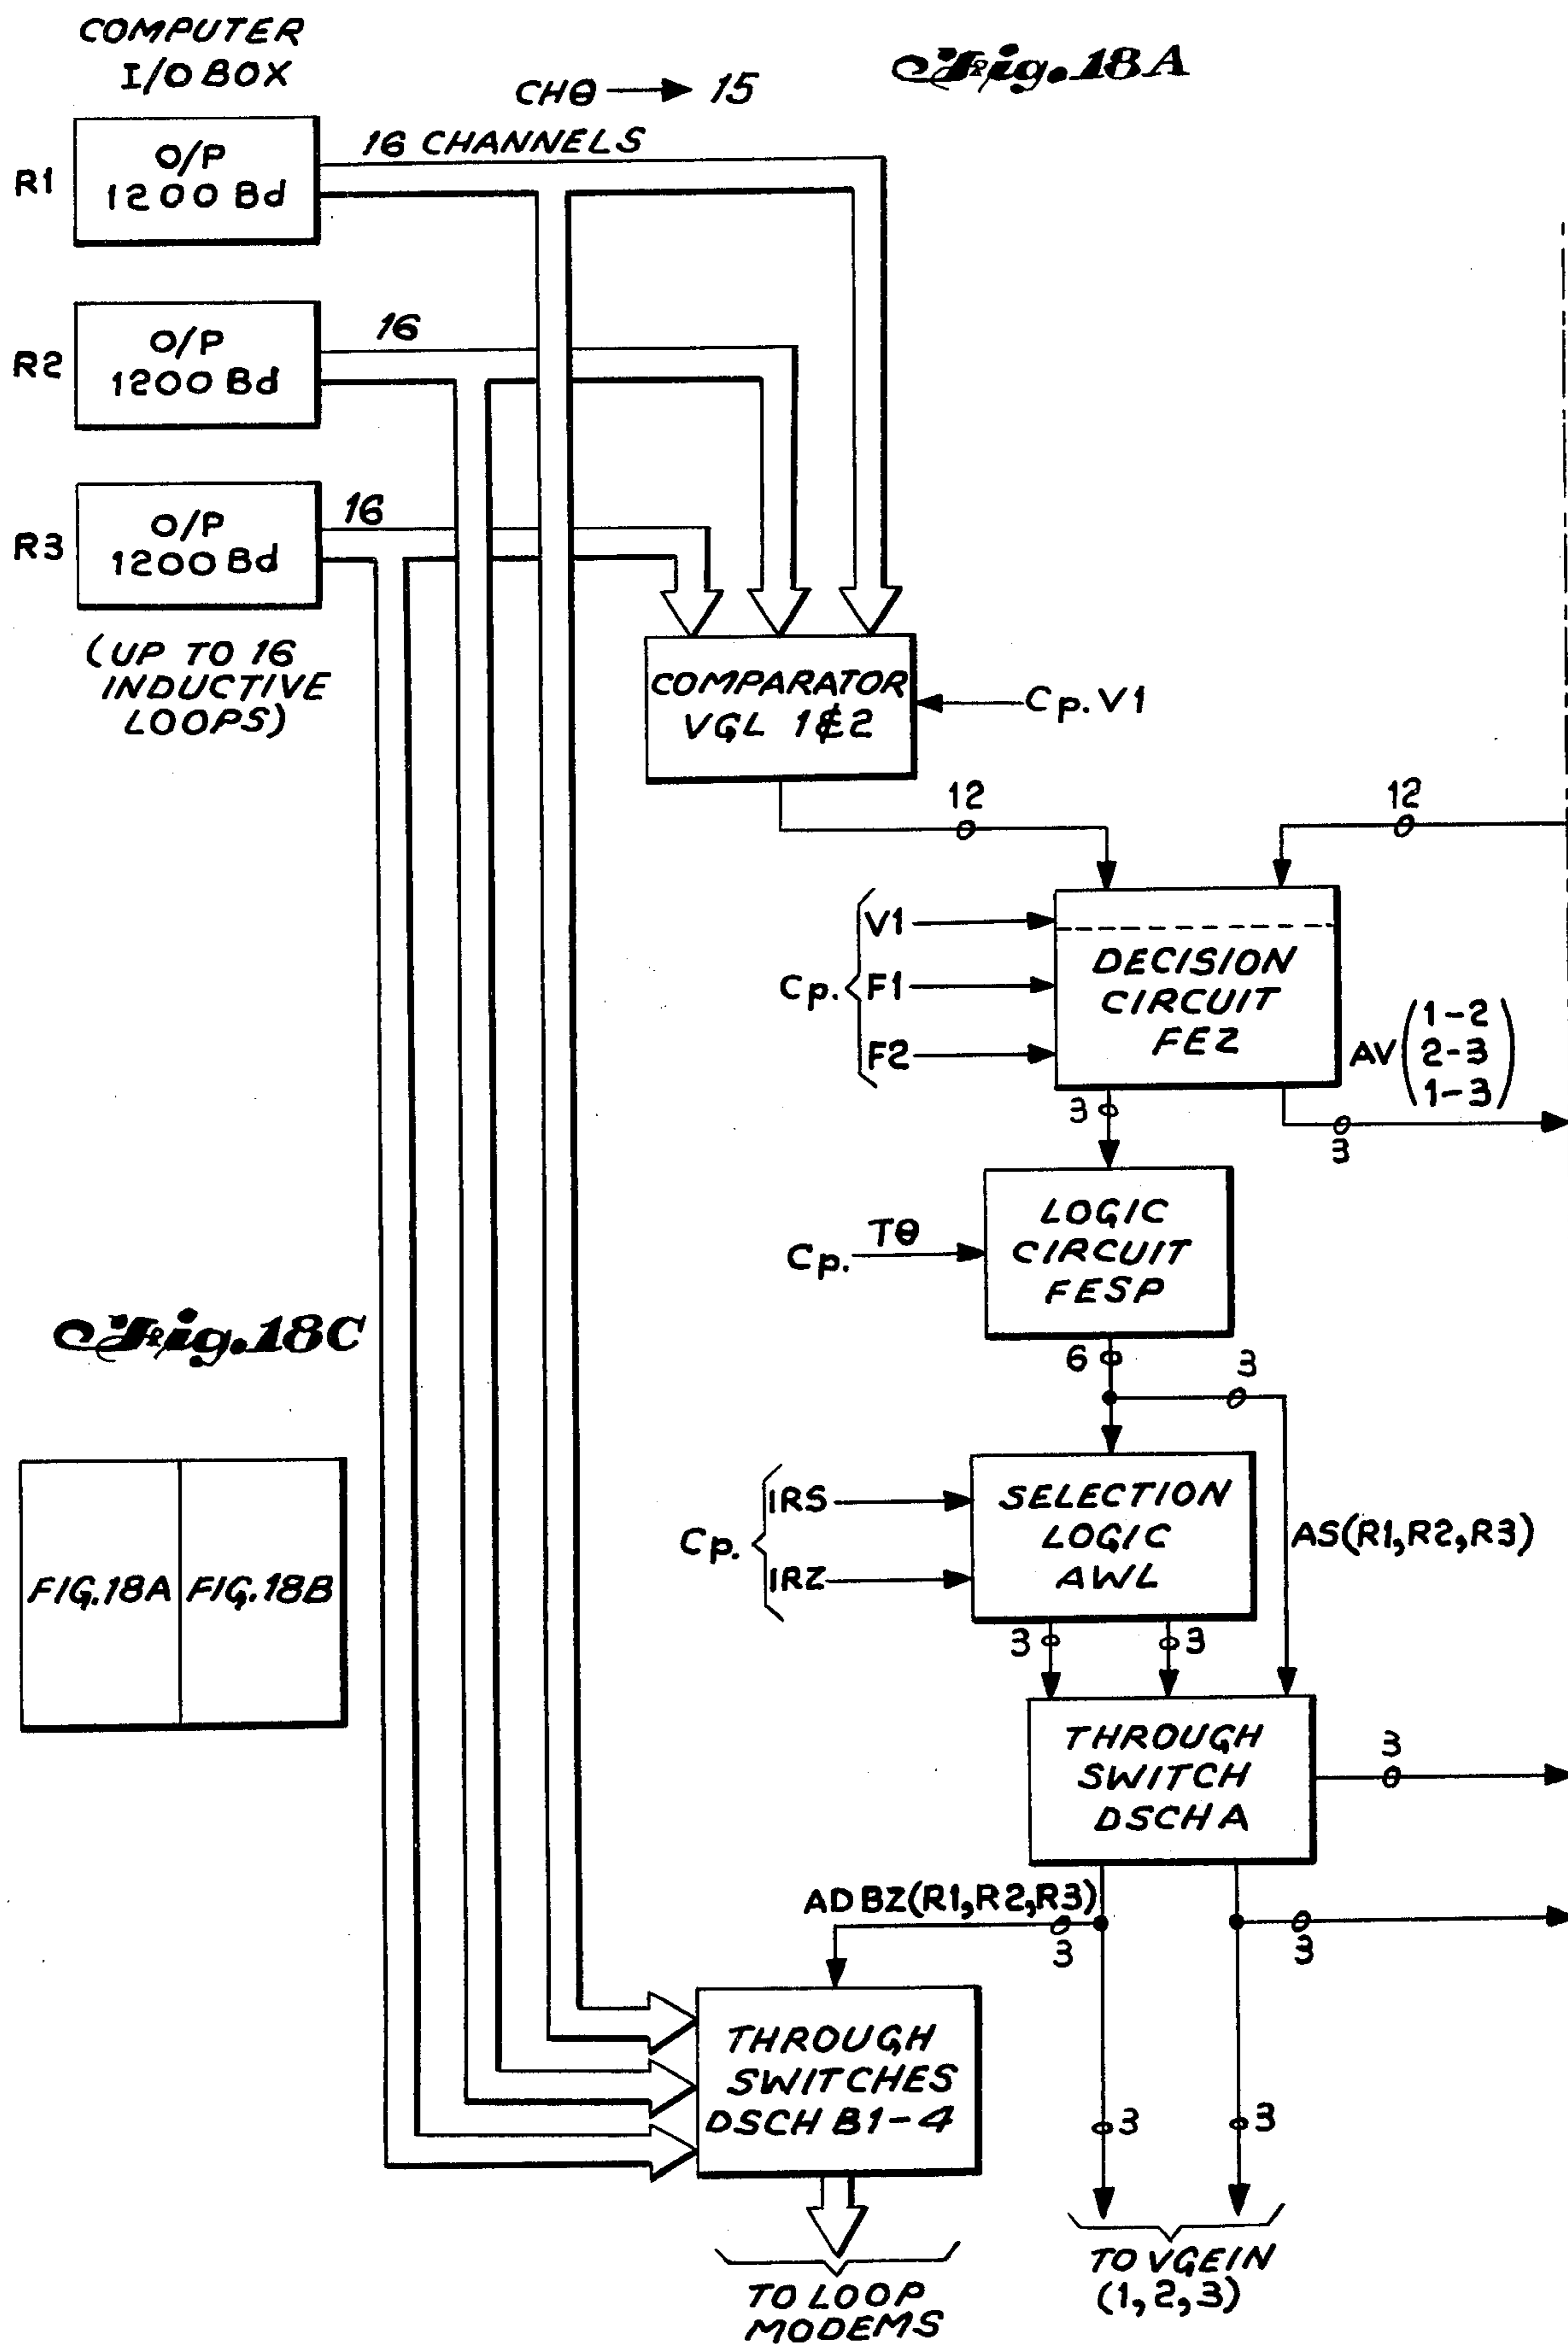 COMPUTER
I/O BOX
Fig. 18A
CHθ → 15
16 CHANNELS
R1
O/P
1200 Bd
16
R2
O/P
1200 Bd
16
R3
O/P
1200 Bd
(UP TO 16
INDUCTIVE
LOOPS)
COMPARATOR
VGL 1&2
Cp. V1
12
12
Cp.
V1
F1
F2
DECISION
CIRCUIT
FEZ
AV
1-2
2-3
1-3
3
3
Cp.
Tθ
LOGIC
CIRCUIT
FESP
Fig. 18C
6
3
FIG. 18A
FIG. 18B
Cp.
IRS
IRZ
SELECTION
LOGIC
AWL
AS(R1,R2,R3)
3
3
THROUGH
SWITCH
DSCH A
3
ADBZ(R1,R2,R3)
3
3
THROUGH
SWITCHES
DSCH B1-4
3
3
TO LOOP
MODEMS
TO VGEIN
(1,2,3)